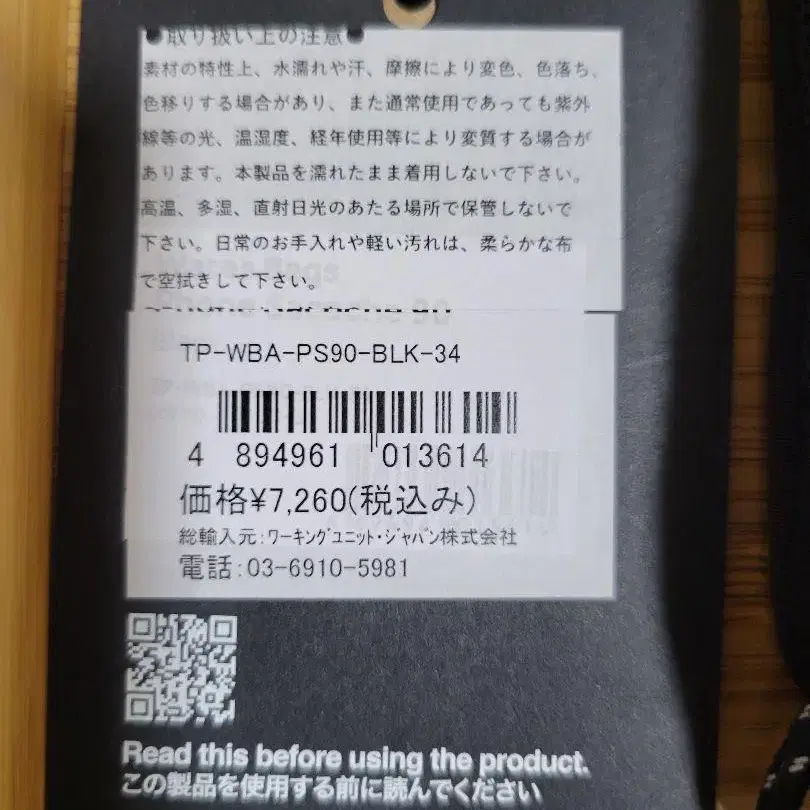 ●取り扱い上の注意●
素材の特性上、水濡れや汗、摩擦により変色、色落ち、
色移りする場合があり、また通常使用であっても紫外
線等の光、温湿度、経年使用等により変質する場合が
あります。本製品を濡れたまま着用しないで下さい。
高温、多湿、直射日光のあたる場所で保管しないで
下さい。日常のお手入れや軽い汚れは、柔らかな布
で空拭きして下さい。
TP-WBA-PS90-BLK-34
4 894961 013614
価格¥7,260(税込み)
総輸入元:ワーキングユニット・ジャパン株式会社
電話:03-6910-5981
Read this before using the product.
この製品を使用する前に読んでください